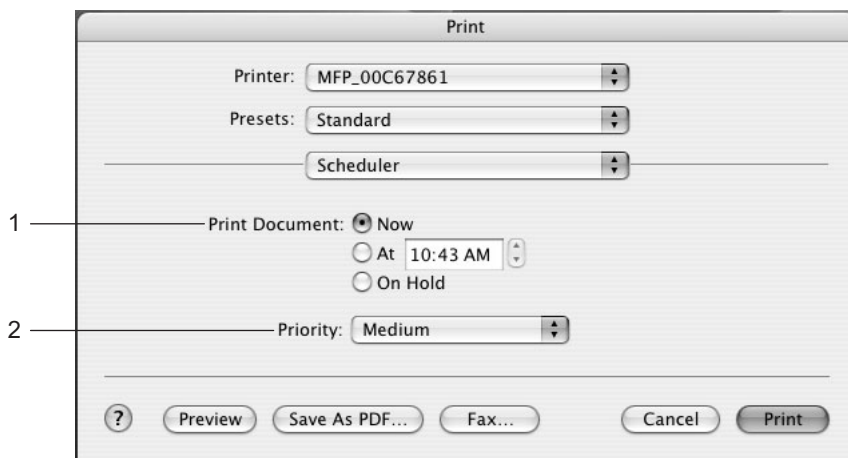 Print
Printer: MFP_00C67861
Presets: Standard
Scheduler
1 Print Document: Now
At 10:43 AM
On Hold
2 Priority: Medium
? Preview Save As PDF... Fax... Cancel Print